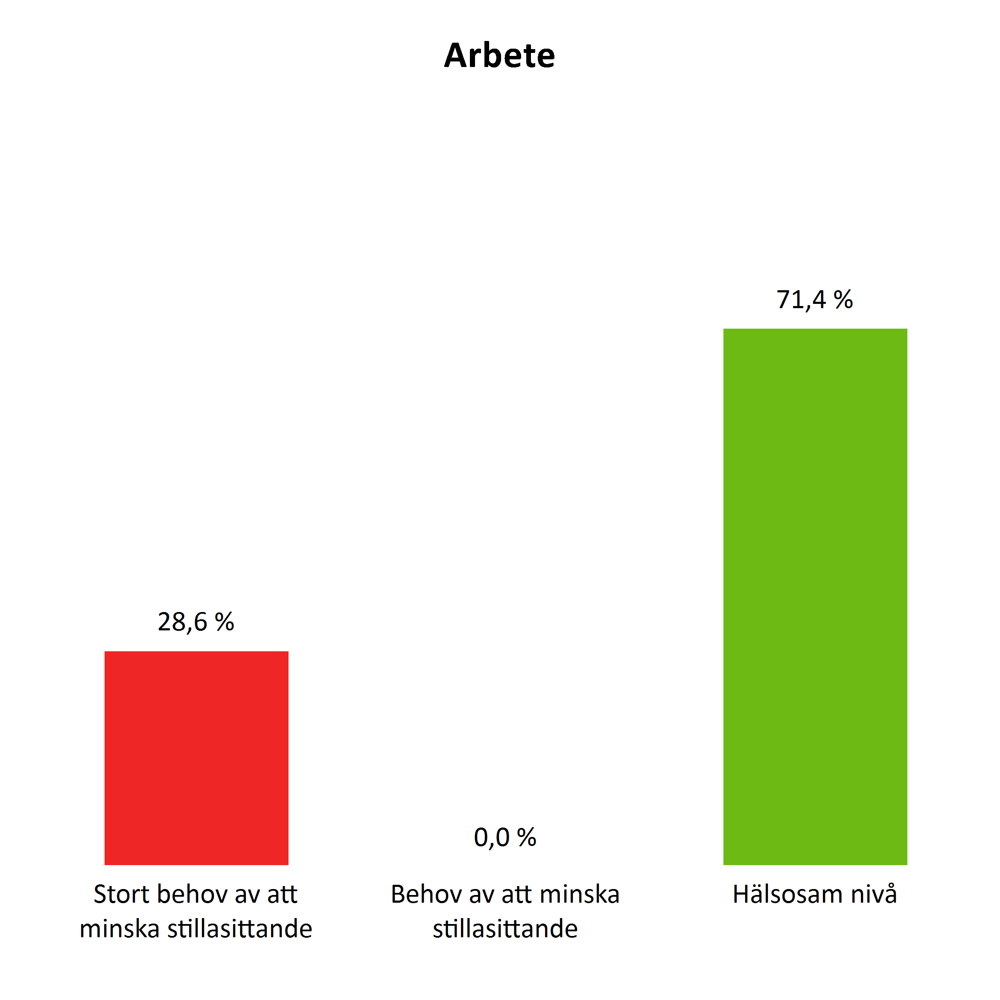 Arbete
71,4 %
28,6 %
0,0 %
Stort behov av att
minska stillasittande
Behov av att minska
stillasittande
Hälsosam nivå